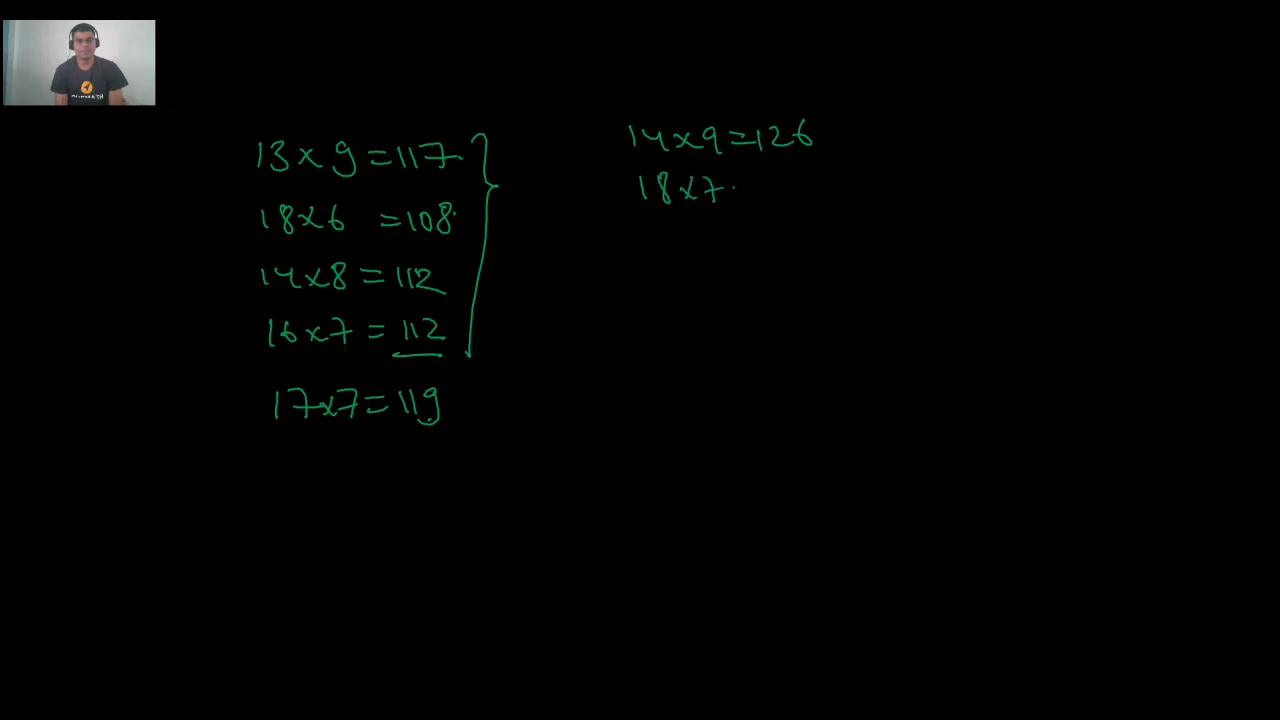 13 x 9 = 117
18 x 6 = 108
14 x 8 = 112
16 x 7 = 112
17 x 7 = 119
14 x 9 = 126
18 x 7